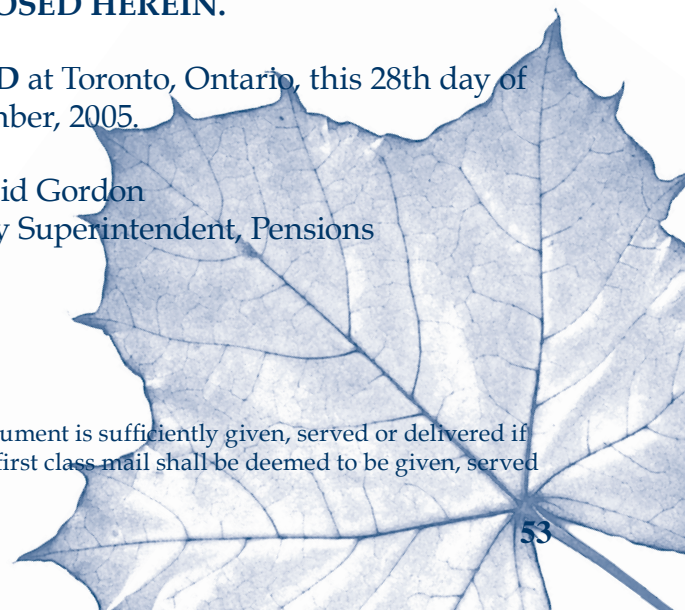 OSED HEREIN.
D at Toronto, Ontario, this 28th day of
mber, 2005.
id Gordon
y Superintendent, Pensions
ument is sufficiently given, served or delivered if
first class mail shall be deemed to be given, served
53